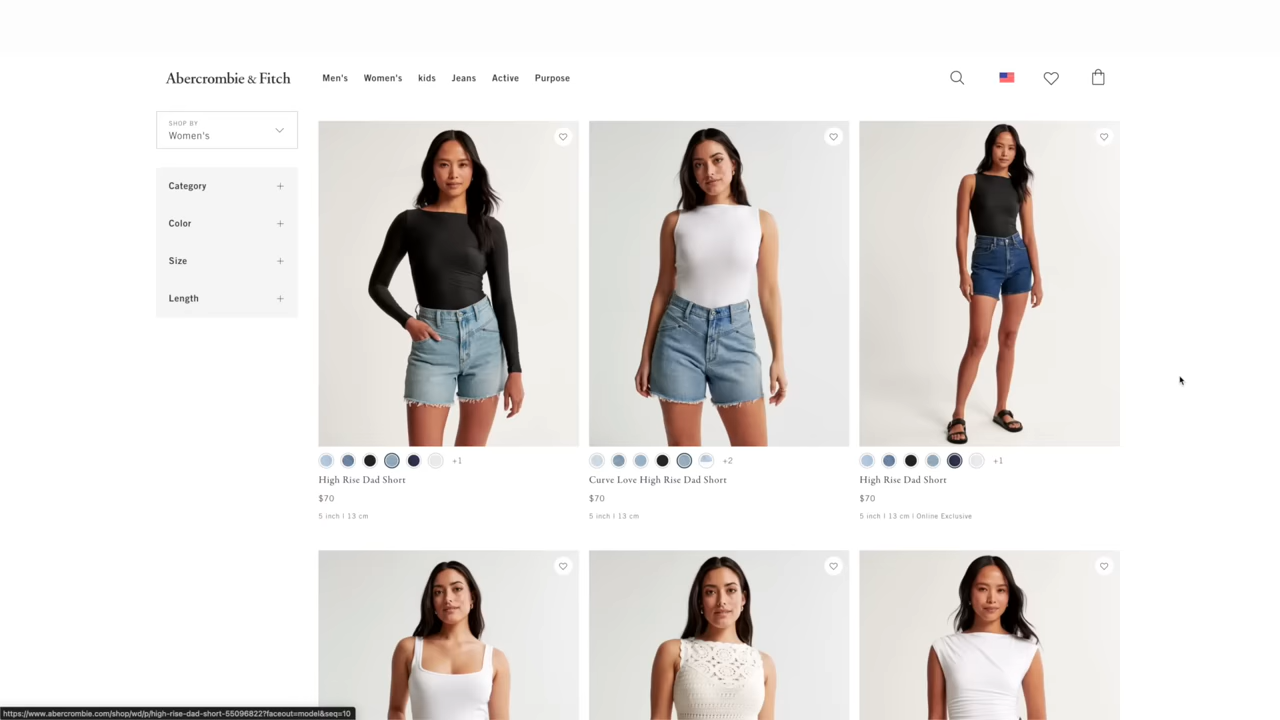 Abercrombie & Fitch
Men's Women's kids Jeans Active Purpose
SHOP BY
Women's
Category
Color
Size
Length
+1
High Rise Dad Short
$70
5 inch | 13 cm
+2
Curve Love High Rise Dad Short
$70
5 inch | 13 cm
+1
High Rise Dad Short
$70
5 inch | 13 cm | Online Exclusive
https://www.abercrombie.com/shop/wd/p/high-rise-dad-short-55096822?faceout=model&seq=10